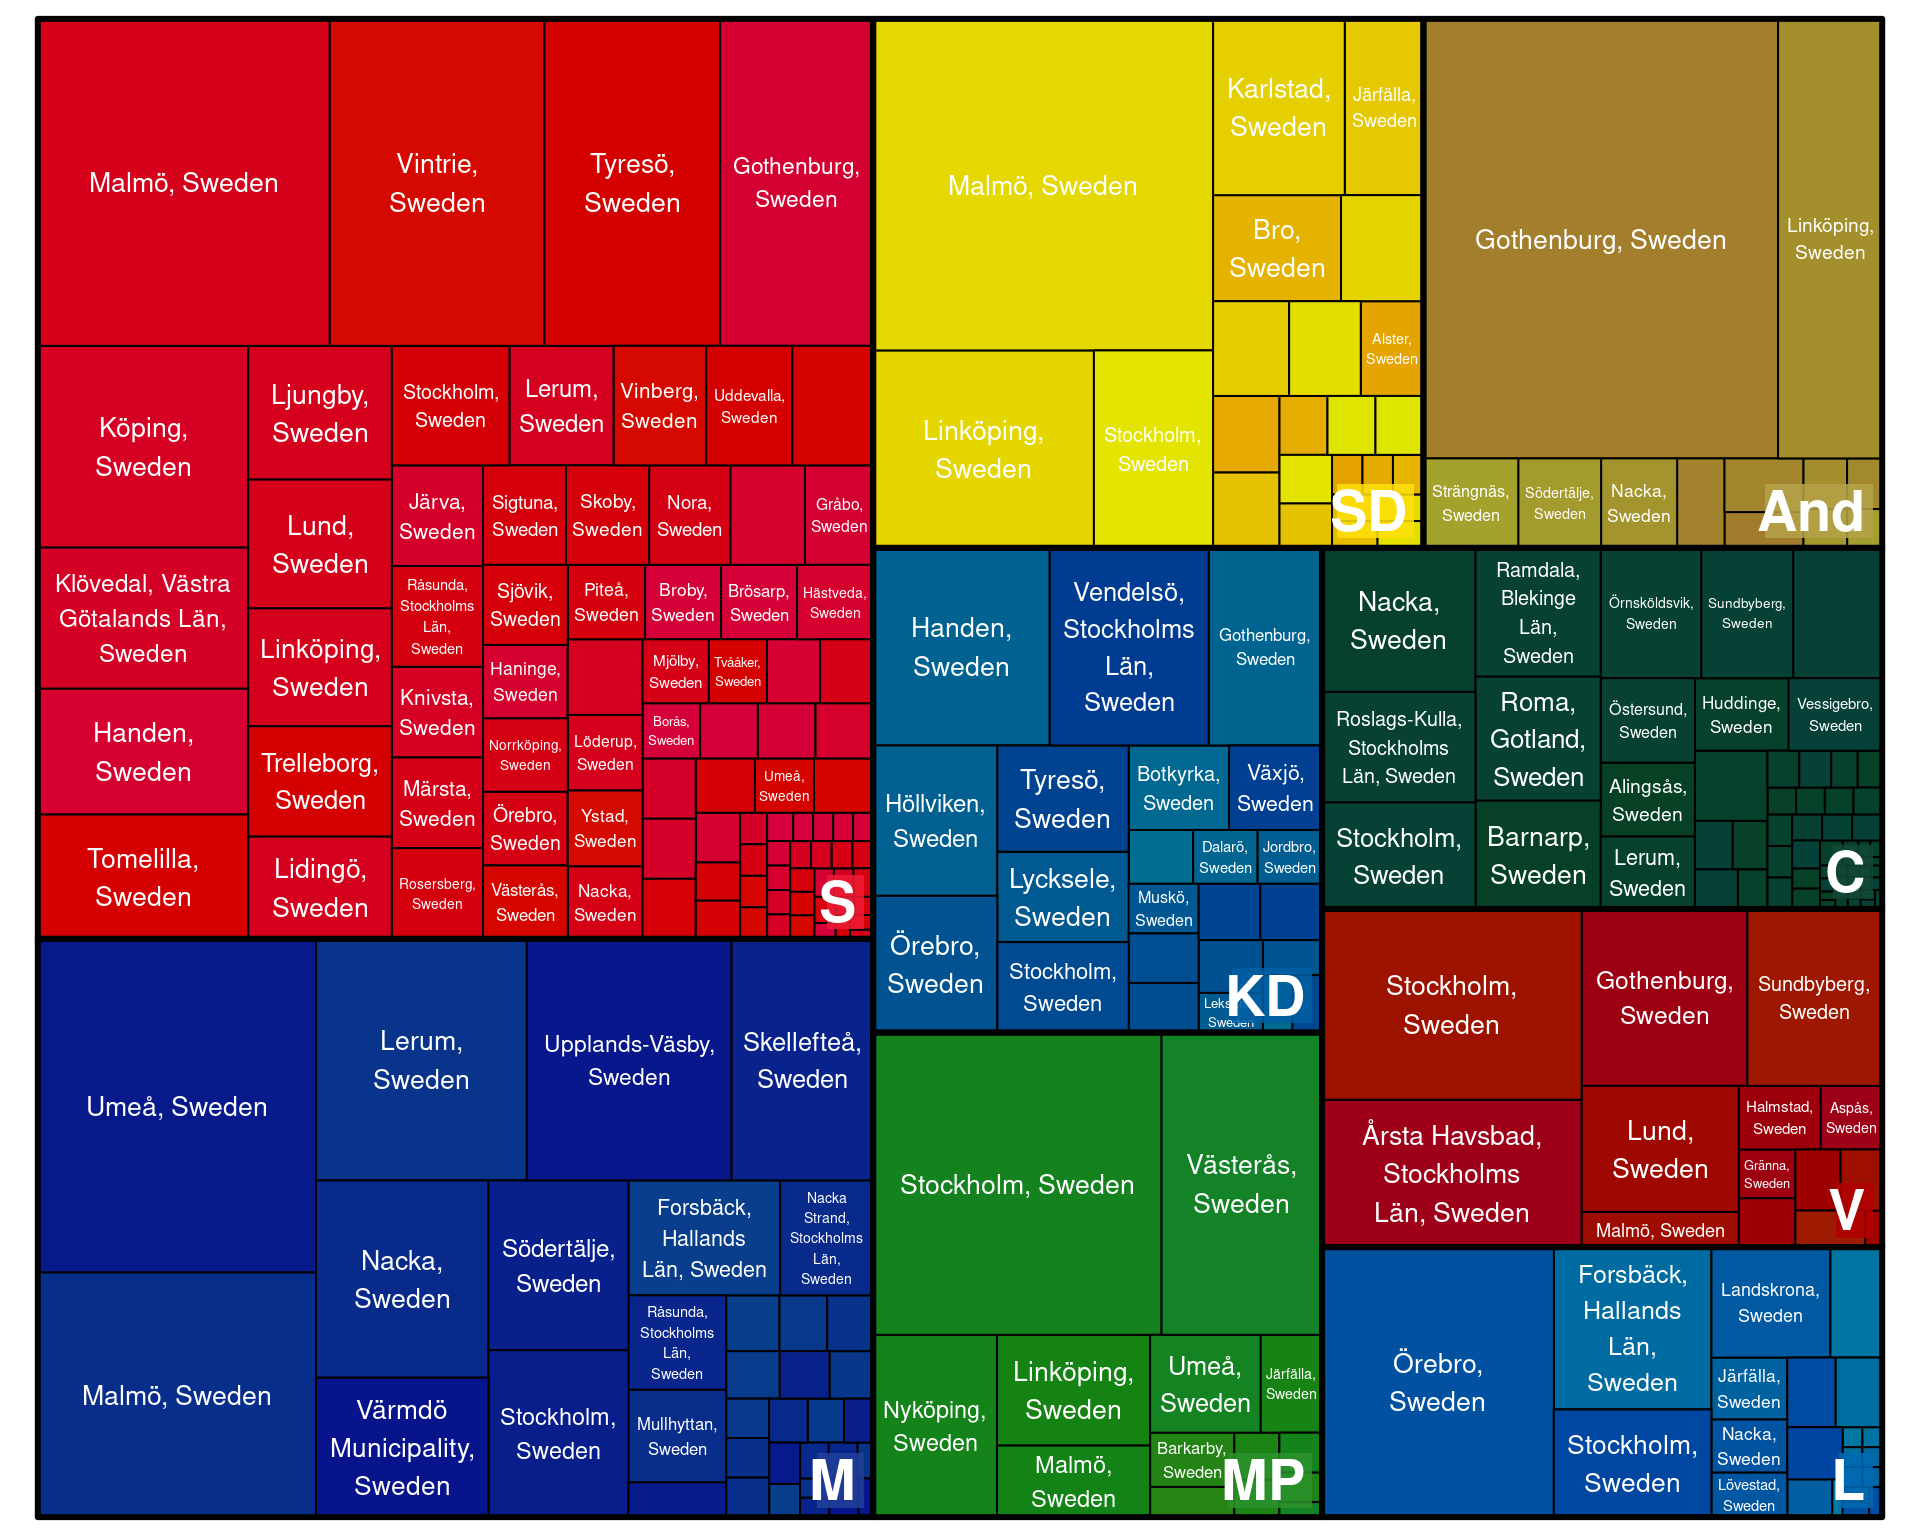 Malmö, Sweden
Vintrie,
Sweden
Tyresö,
Sweden
Gothenburg,
Sweden
Köping,
Sweden
Klövedal, Västra
Götalands Län,
Sweden
Handen,
Sweden
Tomelilla,
Sweden
Ljungby,
Sweden
Lund,
Sweden
Linköping,
Sweden
Trelleborg,
Sweden
Lidingö,
Sweden
Stockholm,
Sweden
Lerum,
Sweden
Vinberg,
Sweden
Uddevalla,
Sweden
Järva,
Sweden
Råsunda,
Stockholms
Län,
Sweden
Knivsta,
Sweden
Märsta,
Sweden
Rosersberg,
Sweden
Sigtuna,
Sweden
Skoby,
Sweden
Nora,
Sweden
Gråbo,
Sweden
Sjövik,
Sweden
Haninge,
Sweden
Norrköping,
Sweden
Örebro,
Sweden
Västerås,
Sweden
Piteå,
Sweden
Broby,
Sweden
Brösarp,
Sweden
Hästveda,
Sweden
Löderup,
Sweden
Ystad,
Sweden
Nacka,
Sweden
Mjölby,
Sweden
Tvååker,
Sweden
Borås,
Sweden
Umeå,
Sweden
S
Umeå, Sweden
Malmö, Sweden
Lerum,
Sweden
Upplands-Väsby,
Sweden
Skellefteå,
Sweden
Nacka,
Sweden
Värmdö
Municipality,
Sweden
Södertälje,
Sweden
Stockholm,
Sweden
Forsbäck,
Hallands
Län, Sweden
Nacka
Strand,
Stockholms
Län,
Sweden
Råsunda,
Stockholms
Län,
Sweden
Mullhyttan,
Sweden
M
Malmö, Sweden
Linköping,
Sweden
Stockholm,
Sweden
Karlstad,
Sweden
Järfälla,
Sweden
Bro,
Sweden
Alster,
Sweden
SD
Gothenburg, Sweden
Linköping,
Sweden
Strängnäs,
Sweden
Södertälje,
Sweden
Nacka,
Sweden
And
Handen,
Sweden
Vendelsö,
Stockholms
Län,
Sweden
Gothenburg,
Sweden
Höllviken,
Sweden
Örebro,
Sweden
Tyresö,
Sweden
Lycksele,
Sweden
Stockholm,
Sweden
Botkyrka,
Sweden
Växjö,
Sweden
Dalarö,
Sweden
Jordbro,
Sweden
Muskö,
Sweden
Sweden
KD
Nacka,
Sweden
Roslags-Kulla,
Stockholms
Län, Sweden
Stockholm,
Sweden
Ramdala,
Blekinge
Län,
Sweden
Roma,
Gotland,
Sweden
Barnarp,
Sweden
Örnsköldsvik,
Sweden
Sundbyberg,
Sweden
Östersund,
Sweden
Huddinge,
Sweden
Vessigebro,
Sweden
Alingsås,
Sweden
Lerum,
Sweden
C
Stockholm, Sweden
Västerås,
Sweden
Nyköping,
Sweden
Linköping,
Sweden
Malmö,
Sweden
Umeå,
Sweden
Järfälla,
Sweden
Barkarby,
Sweden
MP
Stockholm,
Sweden
Årsta Havsbad,
Stockholms
Län, Sweden
Gothenburg,
Sweden
Sundbyberg,
Sweden
Lund,
Sweden
Malmö, Sweden
Halmstad,
Sweden
Aspås,
Sweden
Gränna,
Sweden
V
Örebro,
Sweden
Forsbäck,
Hallands
Län,
Sweden
Stockholm,
Sweden
Landskrona,
Sweden
Järfälla,
Sweden
Nacka,
Sweden
Lövestad,
Sweden
L